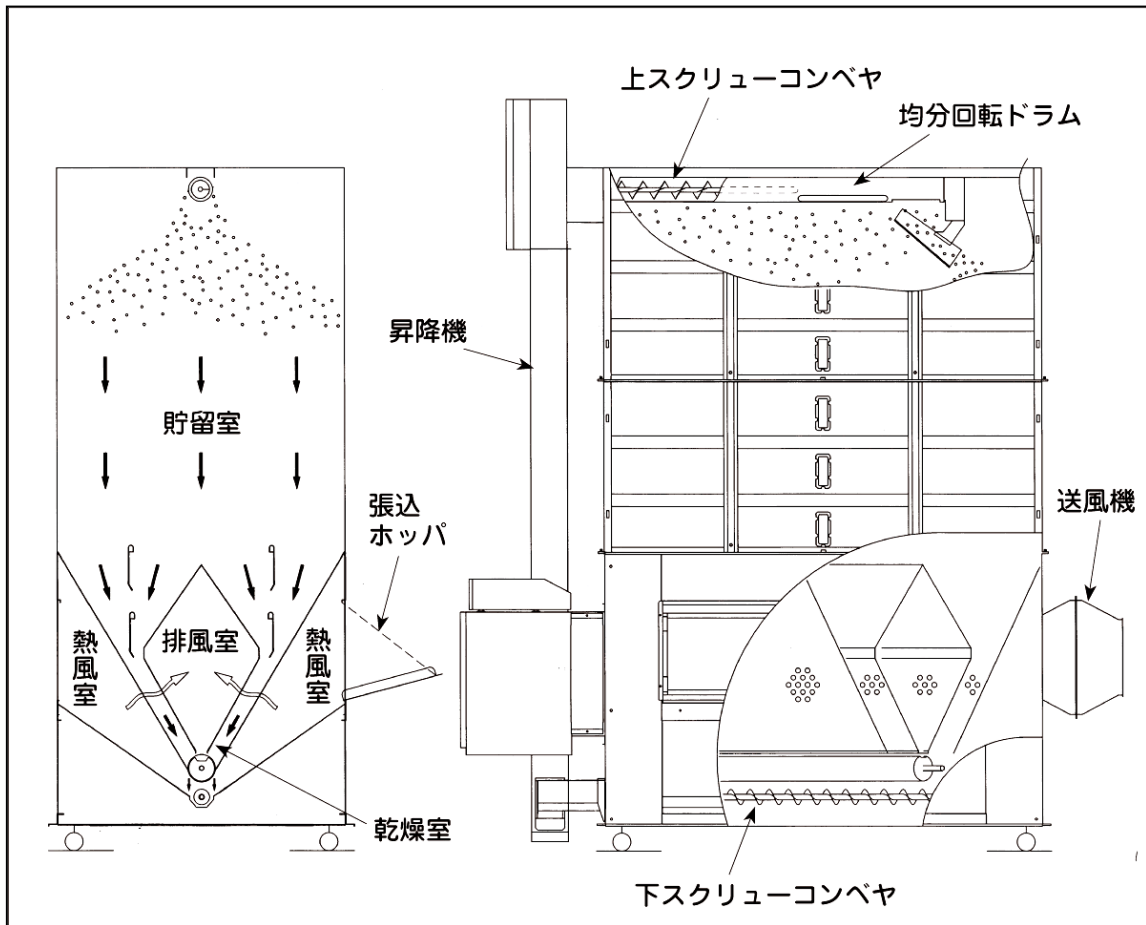 上スクリューコンベヤ
均分回転ドラム
昇降機
貯留室
張込
ホッパ
送風機
熱風室
排風室
熱風室
乾燥室
下スクリューコンベヤ